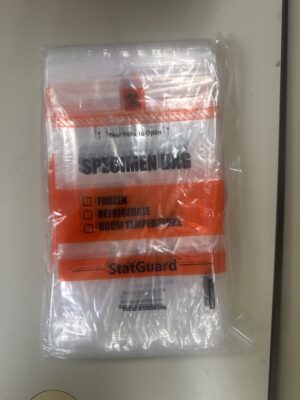 Tear Here To Open
SPECIMEN BAG
FROZEN
REFRIGERATE
ROOM TEMPERATURE
StatGuard